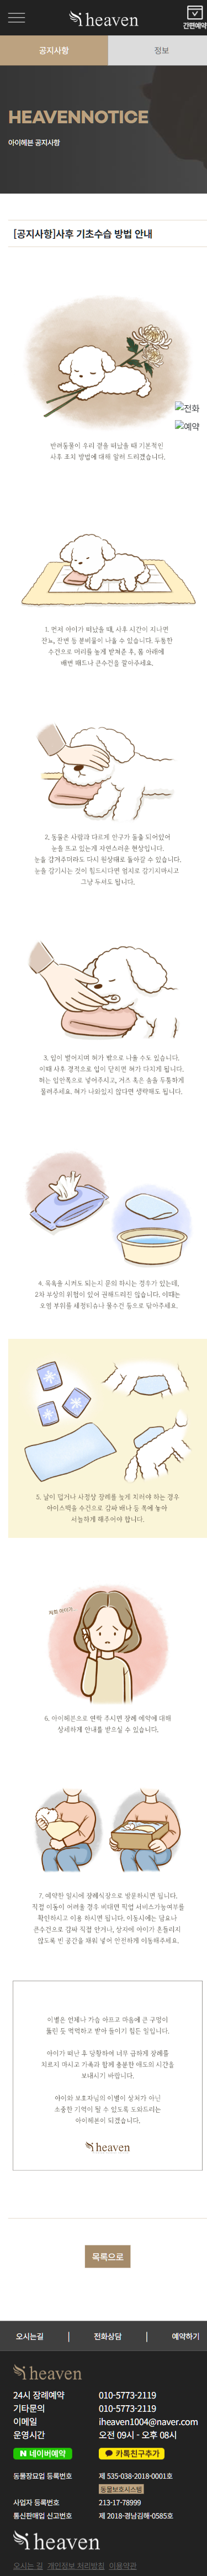 iheaven
간편예약
공지사항
정보
HEAVENNOTICE
아이헤븐 공지사항
[공지사항]사후 기초수습 방법 안내
전화
예약
반려동물이 우리 곁을 떠났을 때 기본적인
사후 조치 방법에 대해 알려 드리겠습니다.
1. 먼저 아이가 떠났을 때, 사후 시간이 지나면
잔뇨, 잔변 등 분비물이 나올 수 있습니다. 두툼한
수건으로 머리를 높게 받쳐준 후, 몸 아래에
배변 패드나 큰수건을 깔아주세요.
2. 동물은 사람과 다르게 안구가 돌출 되어있어
눈을 뜨고 있는게 자연스러운 현상입니다.
눈을 감겨주더라도 다시 원상태로 돌아갈 수 있습니다.
눈을 감기시는 것이 힘드시다면 억지로 감기지마시고
그냥 두셔도 됩니다.
3. 입이 벌어지며 혀가 밖으로 나올 수도 있습니다.
이때 사후 경직으로 입이 닫히면 혀가 다치게 됩니다.
혀는 입안쪽으로 넣어주시고, 거즈 혹은 솜을 두툼하게
물려주세요. 혀가 나와있지 않다면 생략해도 됩니다.
4. 목욕을 시켜도 되는지 문의 하시는 경우가 있는데,
2차 부상의 위험이 있어 권해드리진 않습니다. 이때는
오염 부위를 세정티슈나 물수건 등으로 닦아주세요.
5. 날이 덥거나 사정상 장례를 늦게 치러야 하는 경우
아이스팩을 수건으로 감싸 배나 등 쪽에 놓아
서늘하게 해주어야 합니다.
6. 아이헤븐으로 연락 주시면 장례 예약에 대해
상세하게 안내를 받으실 수 있습니다.
7. 예약한 일시에 장례식장으로 방문하시면 됩니다.
직접 이동이 어려울 경우 비대면 픽업 서비스가능여부를
확인하시고 이용 하시면 됩니다. 이동시에는 담요나
큰수건으로 감싸 직접 안거나, 상자에 아이가 흔들리지
않도록 빈 공간을 채워 넣어 안전하게 이동해주세요.
이별은 언제나 가슴 아프고 마음에 큰 구멍이
뚫린 듯 먹먹하고 받아 들이기 힘든 일입니다.
아이가 떠난 후 당황하여 너무 급하게 장례를
치르지 마시고 가족과 함께 충분한 애도의 시간을
보내시기 바랍니다.
아이와 보호자님의 이별이 상처가 아닌
소중한 기억이 될 수 있도록 도와드리는
아이헤븐이 되겠습니다.
iheaven
목록으로
오시는길
전화상담
예약하기
iheaven
24시 장례예약 010-5773-2119
기타문의 010-5773-2119
이메일 iheaven1004@naver.com
운영시간 오전 09시 - 오후 08시
N 네이버예약
카톡친구추가
동물장묘업 등록번호 제 535-038-2018-0001호
동물보호시스템
사업자 등록번호 213-17-78999
통신판매업 신고번호 제 2018-경남김해-0585호
iheaven
오시는 길 개인정보 처리방침 이용약관